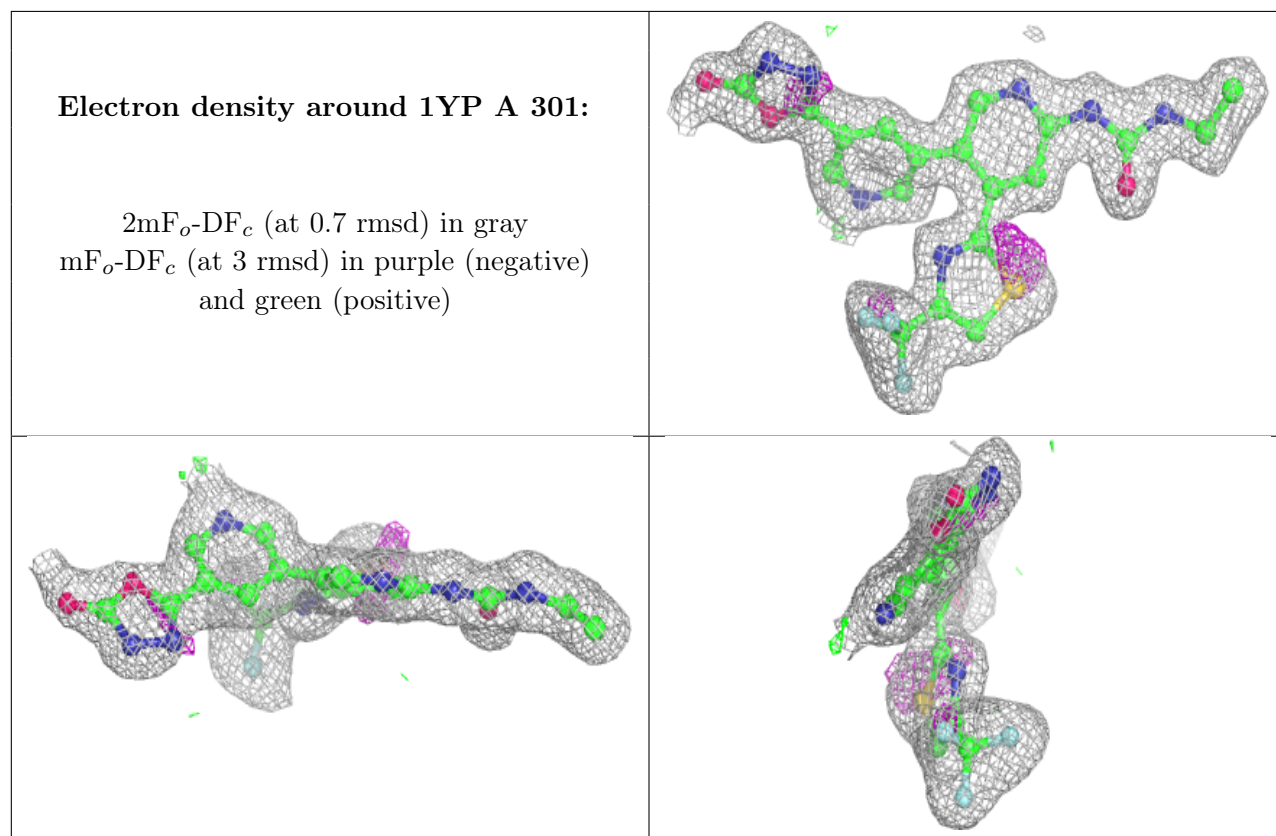 Electron density around 1YP A 301:
2mFₒ-DF𝒸 (at 0.7 rmsd) in gray
mFₒ-DF𝒸 (at 3 rmsd) in purple (negative)
and green (positive)